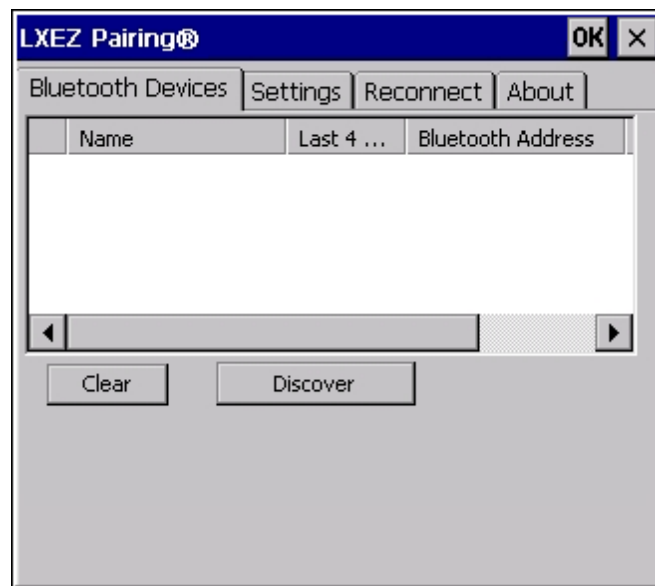 LXEZ Pairing® OK ×
Bluetooth Devices Settings Reconnect About
Name Last 4 ... Bluetooth Address
Clear Discover